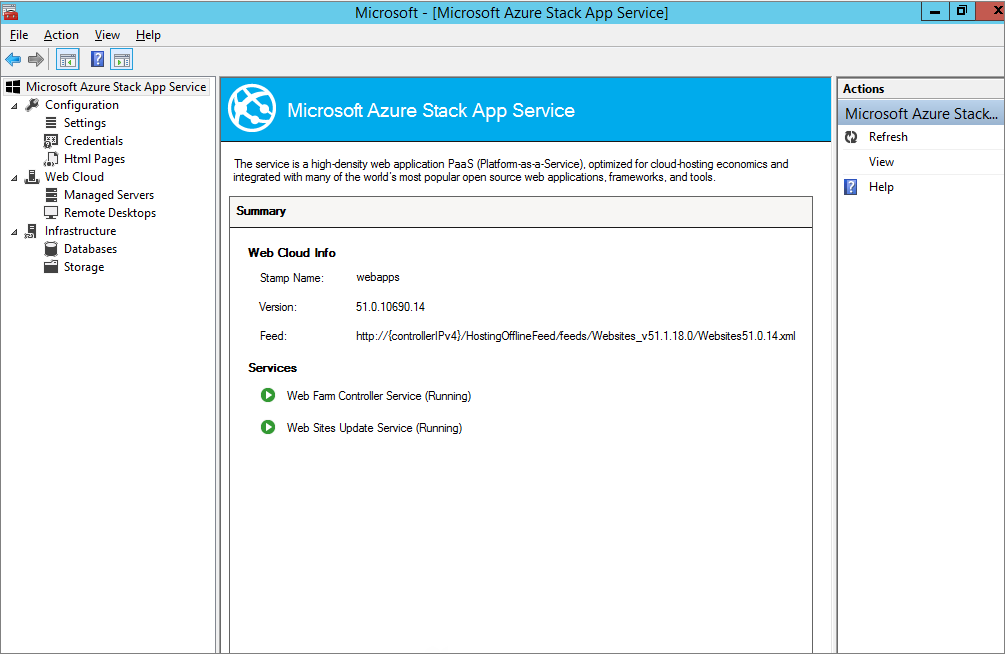 Microsoft - [Microsoft Azure Stack App Service]
File Action View Help
Microsoft Azure Stack App Service
Configuration
Settings
Credentials
Html Pages
Web Cloud
Managed Servers
Remote Desktops
Infrastructure
Databases
Storage
Microsoft Azure Stack App Service
The service is a high-density web application PaaS (Platform-as-a-Service), optimized for cloud-hosting economics and
integrated with many of the world's most popular open source web applications, frameworks, and tools.
Summary
Web Cloud Info
Stamp Name: webapps
Version: 51.0.10690.14
Feed: http://{controllerIPv4}/HostingOfflineFeed/feeds/Websites_v51.1.18.0/Websites51.0.14.xml
Services
Web Farm Controller Service (Running)
Web Sites Update Service (Running)
Actions
Microsoft Azure Stack...
Refresh
View
Help